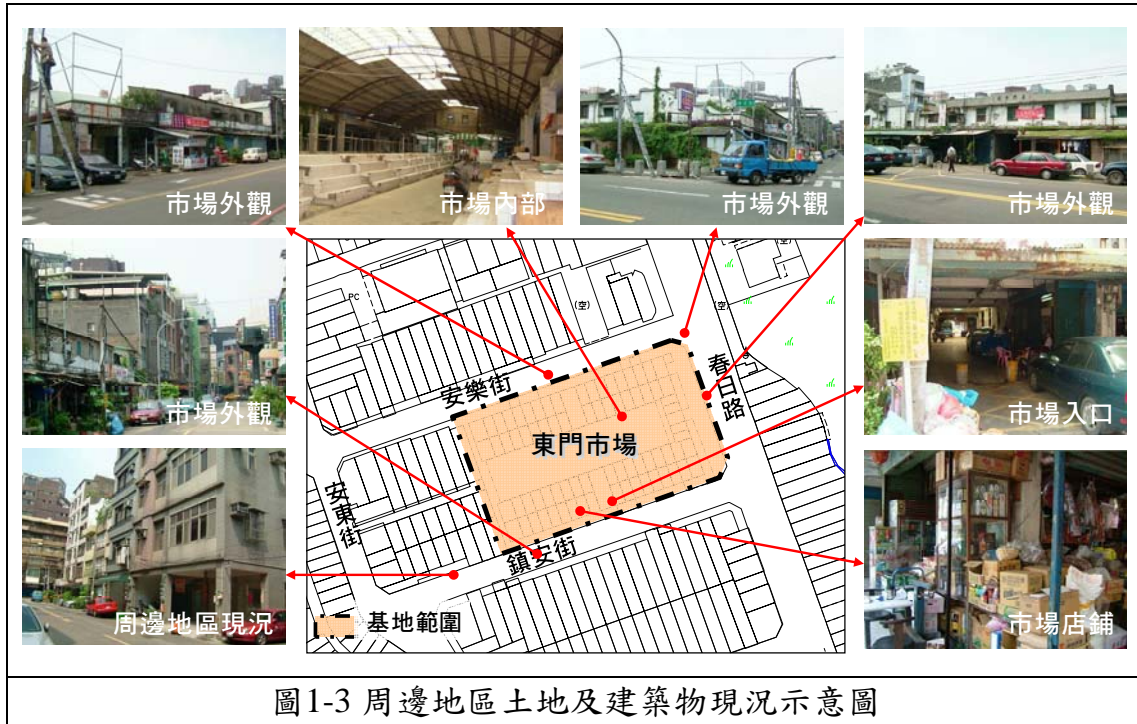 市場外觀
市場內部
市場外觀
市場外觀
市場外觀
市場入口
周邊地區現況
市場店鋪
PC
(空)
(空)
(空)
安樂街
春日路
東門市場
安東街
鎮安街
基地範圍
圖1-3 周邊地區土地及建築物現況示意圖